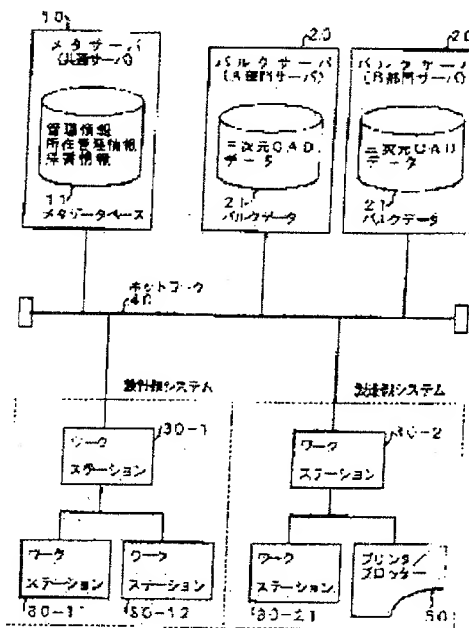 10
メタサーバ
(共通サーバ)
管理情報
所在管理情報
11
メタデータベース
20
バルクサーバ
(A部門サーバ)
三次元CAD
データ
21
バルクデータ
20
バルクサーバ
(B部門サーバ)
三次元CAD
データ
21
バルクデータ
ネットワーク
40
設計部システム
30-1
ワーク
ステーション
ワーク
ステーション
30-11
ワーク
ステーション
30-12
製造部システム
30-2
ワーク
ステーション
ワーク
ステーション
30-21
プリンタ/
プロッター
50